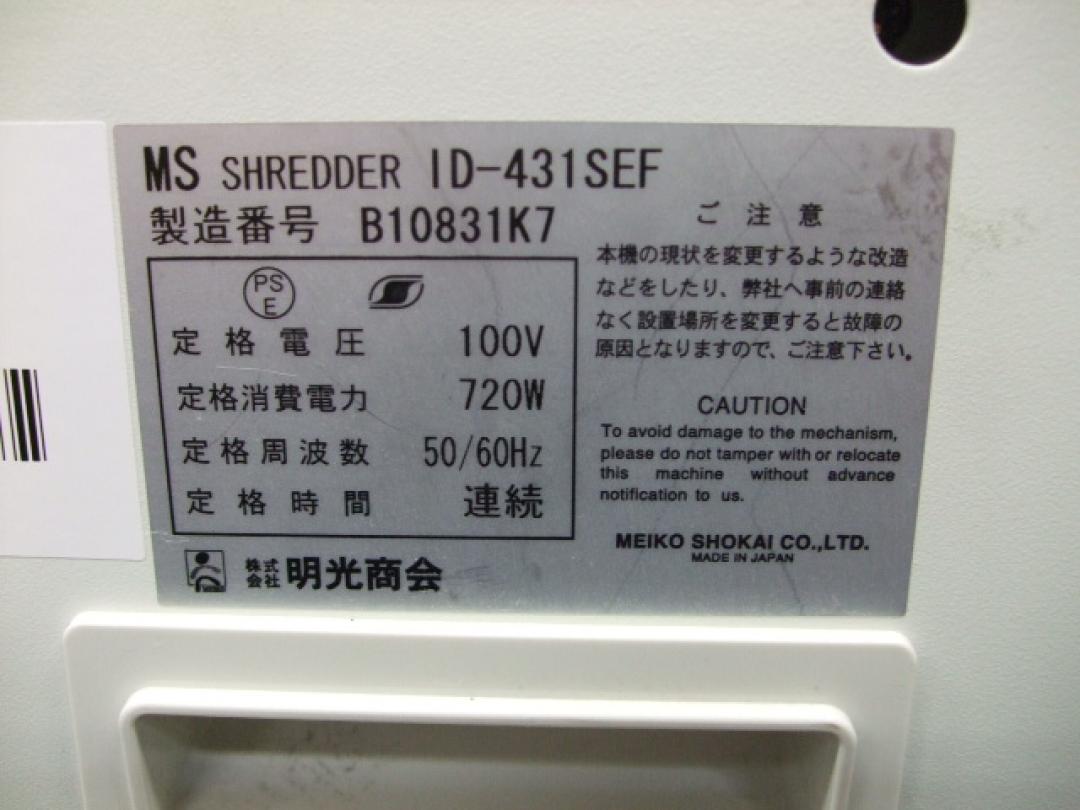 MS SHREDDER ID-431SEF
製造番号 B10831K7
PS
E
定格電圧 100V
定格消費電力 720W
定格周波数 50/60Hz
定格時間 連続
株式
会社 明光商会
ご注意
本機の現状を変更するような改造
などをしたり、弊社へ事前の連絡
なく設置場所を変更すると故障の
原因となりますので、ご注意下さい。
CAUTION
To avoid damage to the mechanism,
please do not tamper with or relocate
this machine without advance
notification to us.
MEIKO SHOKAI CO.,LTD.
MADE IN JAPAN